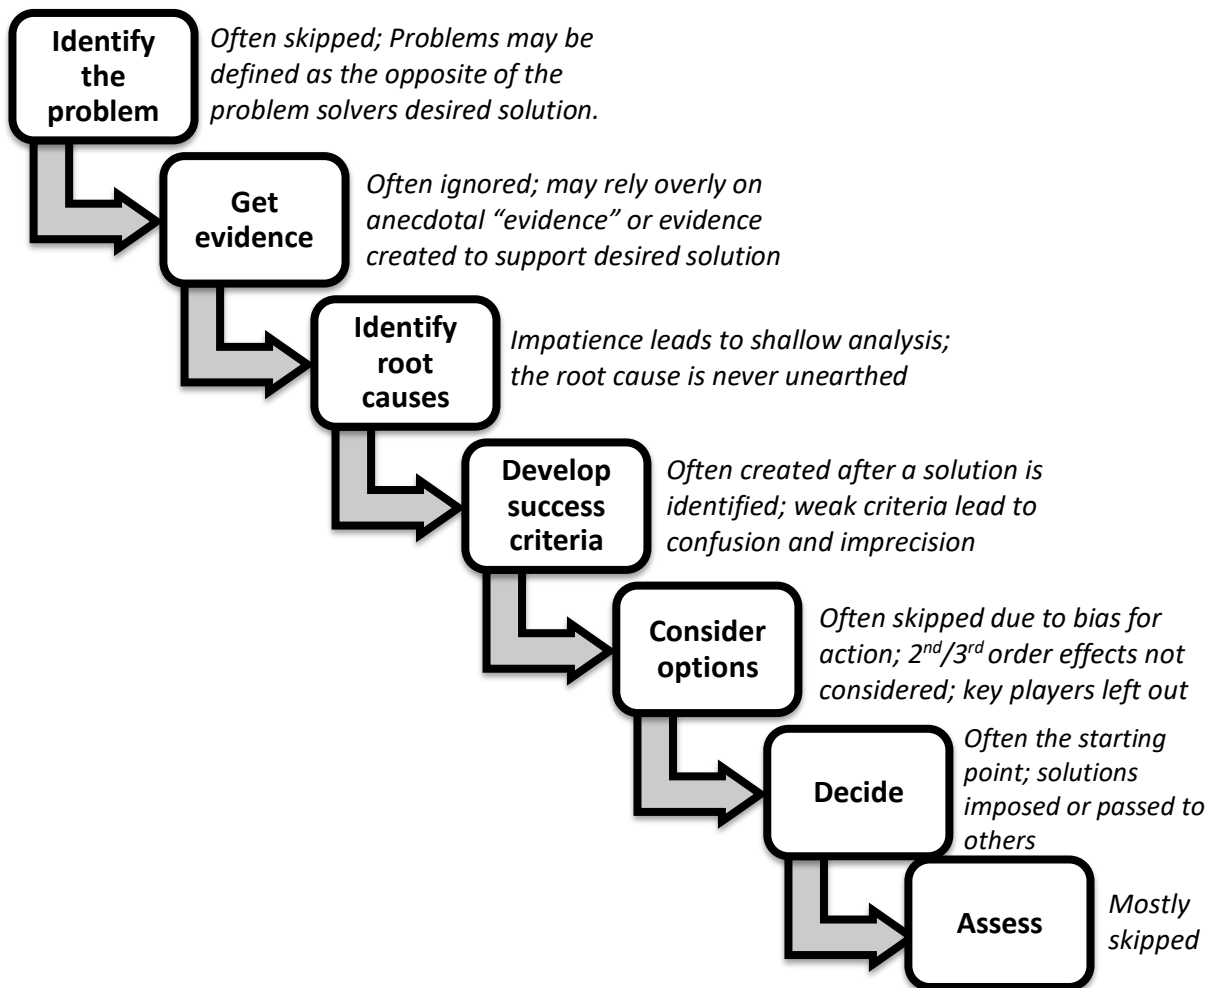 Identify
the
problem
Often skipped; Problems may be
defined as the opposite of the
problem solvers desired solution.
Get
evidence
Often ignored; may rely overly on
anecdotal “evidence” or evidence
created to support desired solution
Identify
root
causes
Impatience leads to shallow analysis;
the root cause is never unearthed
Develop
success
criteria
Often created after a solution is
identified; weak criteria lead to
confusion and imprecision
Consider
options
Often skipped due to bias for
action; 2nd/3rd order effects not
considered; key players left out
Decide
Often the starting
point; solutions
imposed or passed to
others
Assess
Mostly
skipped